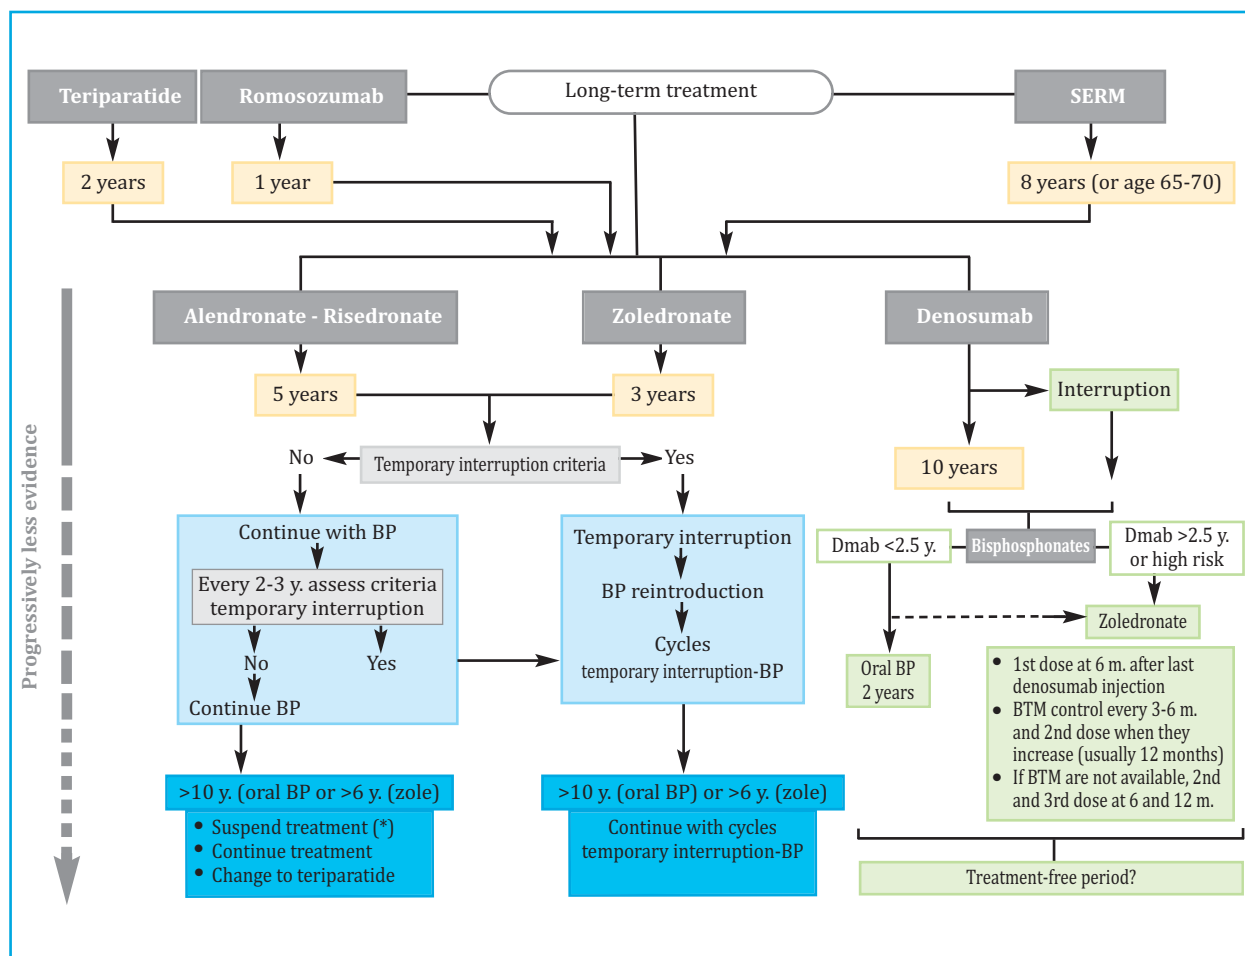 Long-term treatment
Teriparatide
Romosozumab
SERM
2 years
1 year
8 years (or age 65-70)
Alendronate - Risedronate
Zoledronate
Denosumab
5 years
3 years
Interruption
10 years
No
Temporary interruption criteria
Yes
Continue with BP
Every 2-3 y. assess criteria
temporary interruption
No
Yes
Continue BP
Temporary interruption
BP reintroduction
Cycles
temporary interruption-BP
Dmab <2.5 y.
Bisphosphonates
Dmab >2.5 y.
or high risk
Zoledronate
Oral BP
2 years
• 1st dose at 6 m. after last
denosumab injection
• BTM control every 3-6 m.
and 2nd dose when they
increase (usually 12 months)
• If BTM are not available, 2nd
and 3rd dose at 6 and 12 m.
>10 y. (oral BP or >6 y. (zole)
• Suspend treatment (*)
• Continue treatment
• Change to teriparatide
>10 y. (oral BP) or >6 y. (zole)
Continue with cycles
temporary interruption-BP
Treatment-free period?
Progressively less evidence